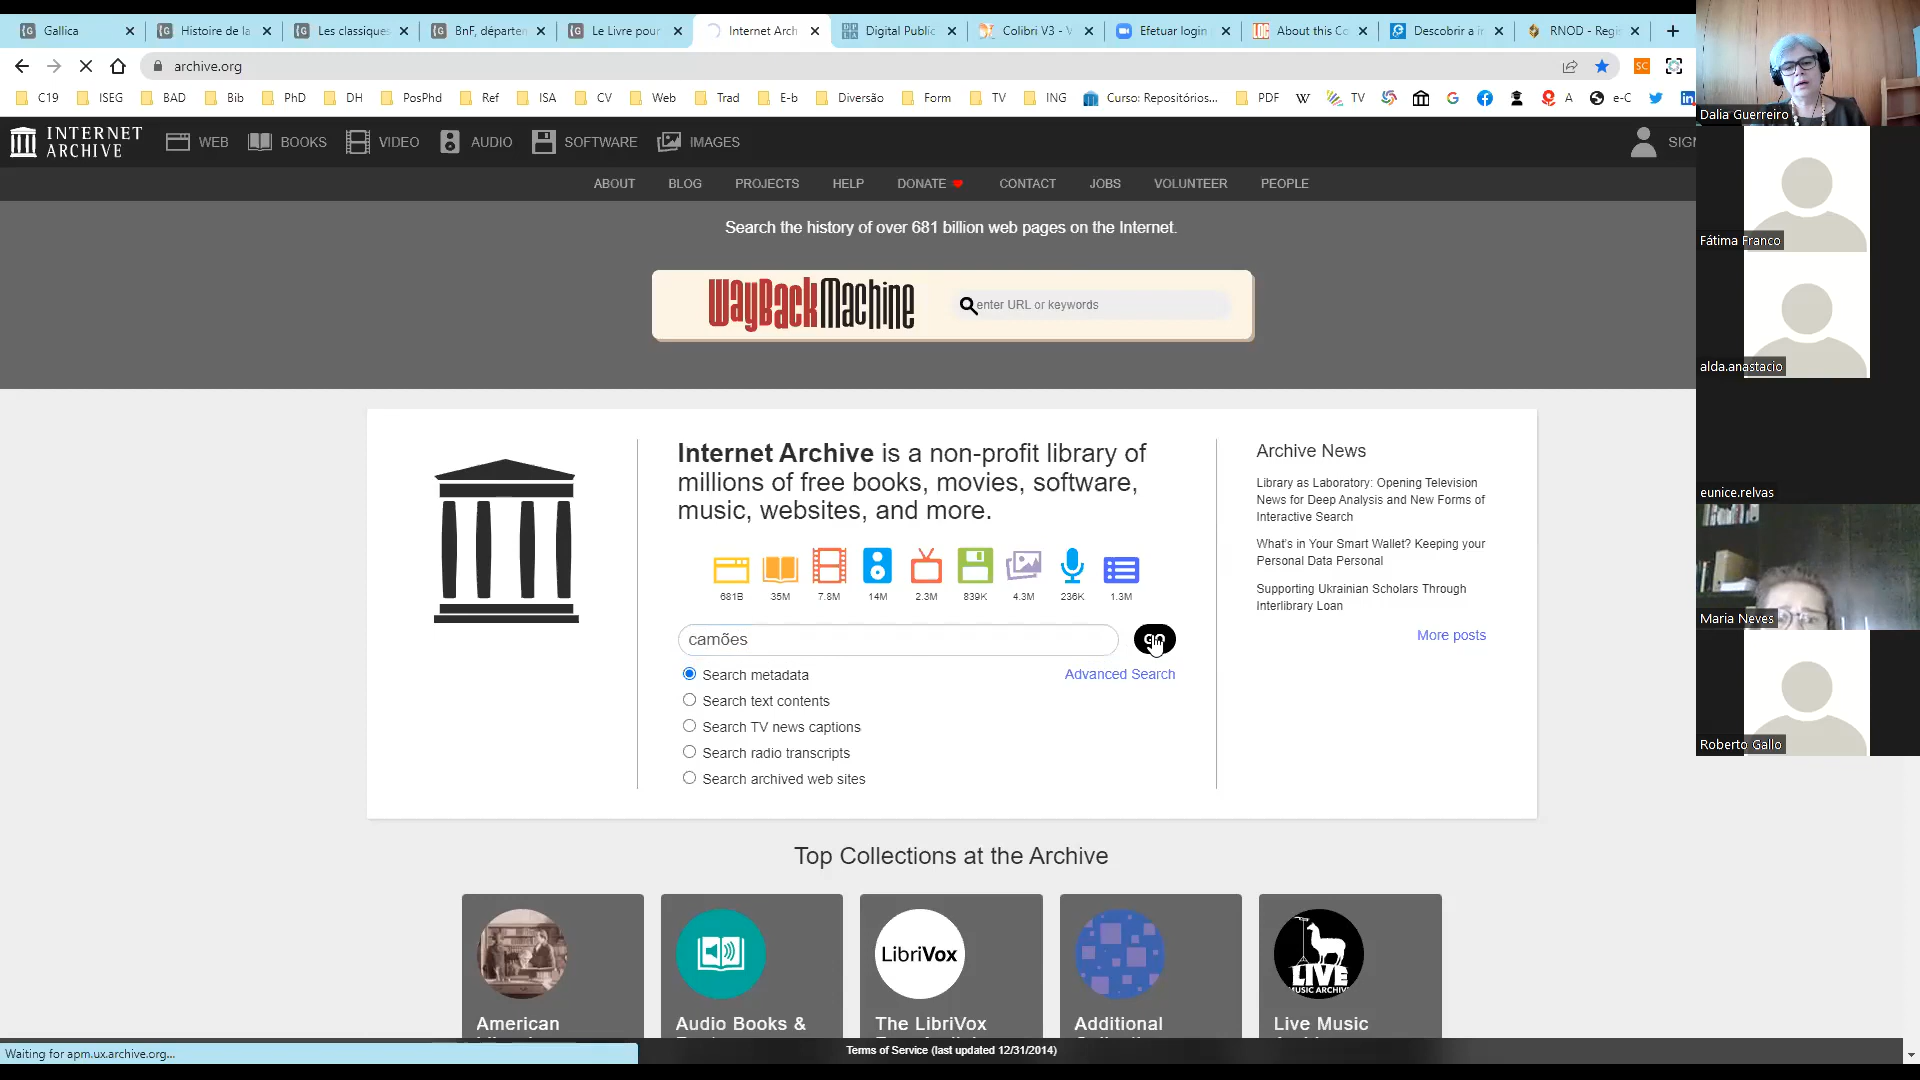 Gallica
Histoire de la
Les classiques
BnF, départem
Le Livre pour
Internet Arch
Digital Public
Colibri V3 - V
Efetuar login
About this Co
Descobrir a in
RNOD - Regi
archive.org
C19
ISEG
BAD
Bib
PhD
DH
PosPhd
Ref
ISA
CV
Web
Trad
E-b
Diversão
Form
TV
ING
Curso: Repositórios...
PDF
TV
A
e-C
INTERNET
ARCHIVE
WEB
BOOKS
VIDEO
AUDIO
SOFTWARE
IMAGES
SIGN
ABOUT
BLOG
PROJECTS
HELP
DONATE
CONTACT
JOBS
VOLUNTEER
PEOPLE
Search the history of over 681 billion web pages on the Internet.
WayBackMachine
enter URL or keywords
Internet Archive is a non-profit library of
millions of free books, movies, software,
music, websites, and more.
681B
35M
7.8M
14M
2.3M
839K
4.3M
236K
1.3M
camões
GO
Search metadata
Advanced Search
Search text contents
Search TV news captions
Search radio transcripts
Search archived web sites
Archive News
Library as Laboratory: Opening Television
News for Deep Analysis and New Forms of
Interactive Search
What's in Your Smart Wallet? Keeping your
Personal Data Personal
Supporting Ukrainian Scholars Through
Interlibrary Loan
More posts
Top Collections at the Archive
LibriVox
LIVE
MUSIC ARCHIVE
American
Audio Books &
The LibriVox
Additional
Live Music
Waiting for apm.ux.archive.org...
Terms of Service (last updated 12/31/2014)
Dalia Guerreiro
Fátima Franco
alda.anastacio
eunice.relvas
Maria Neves
Roberto Gallo